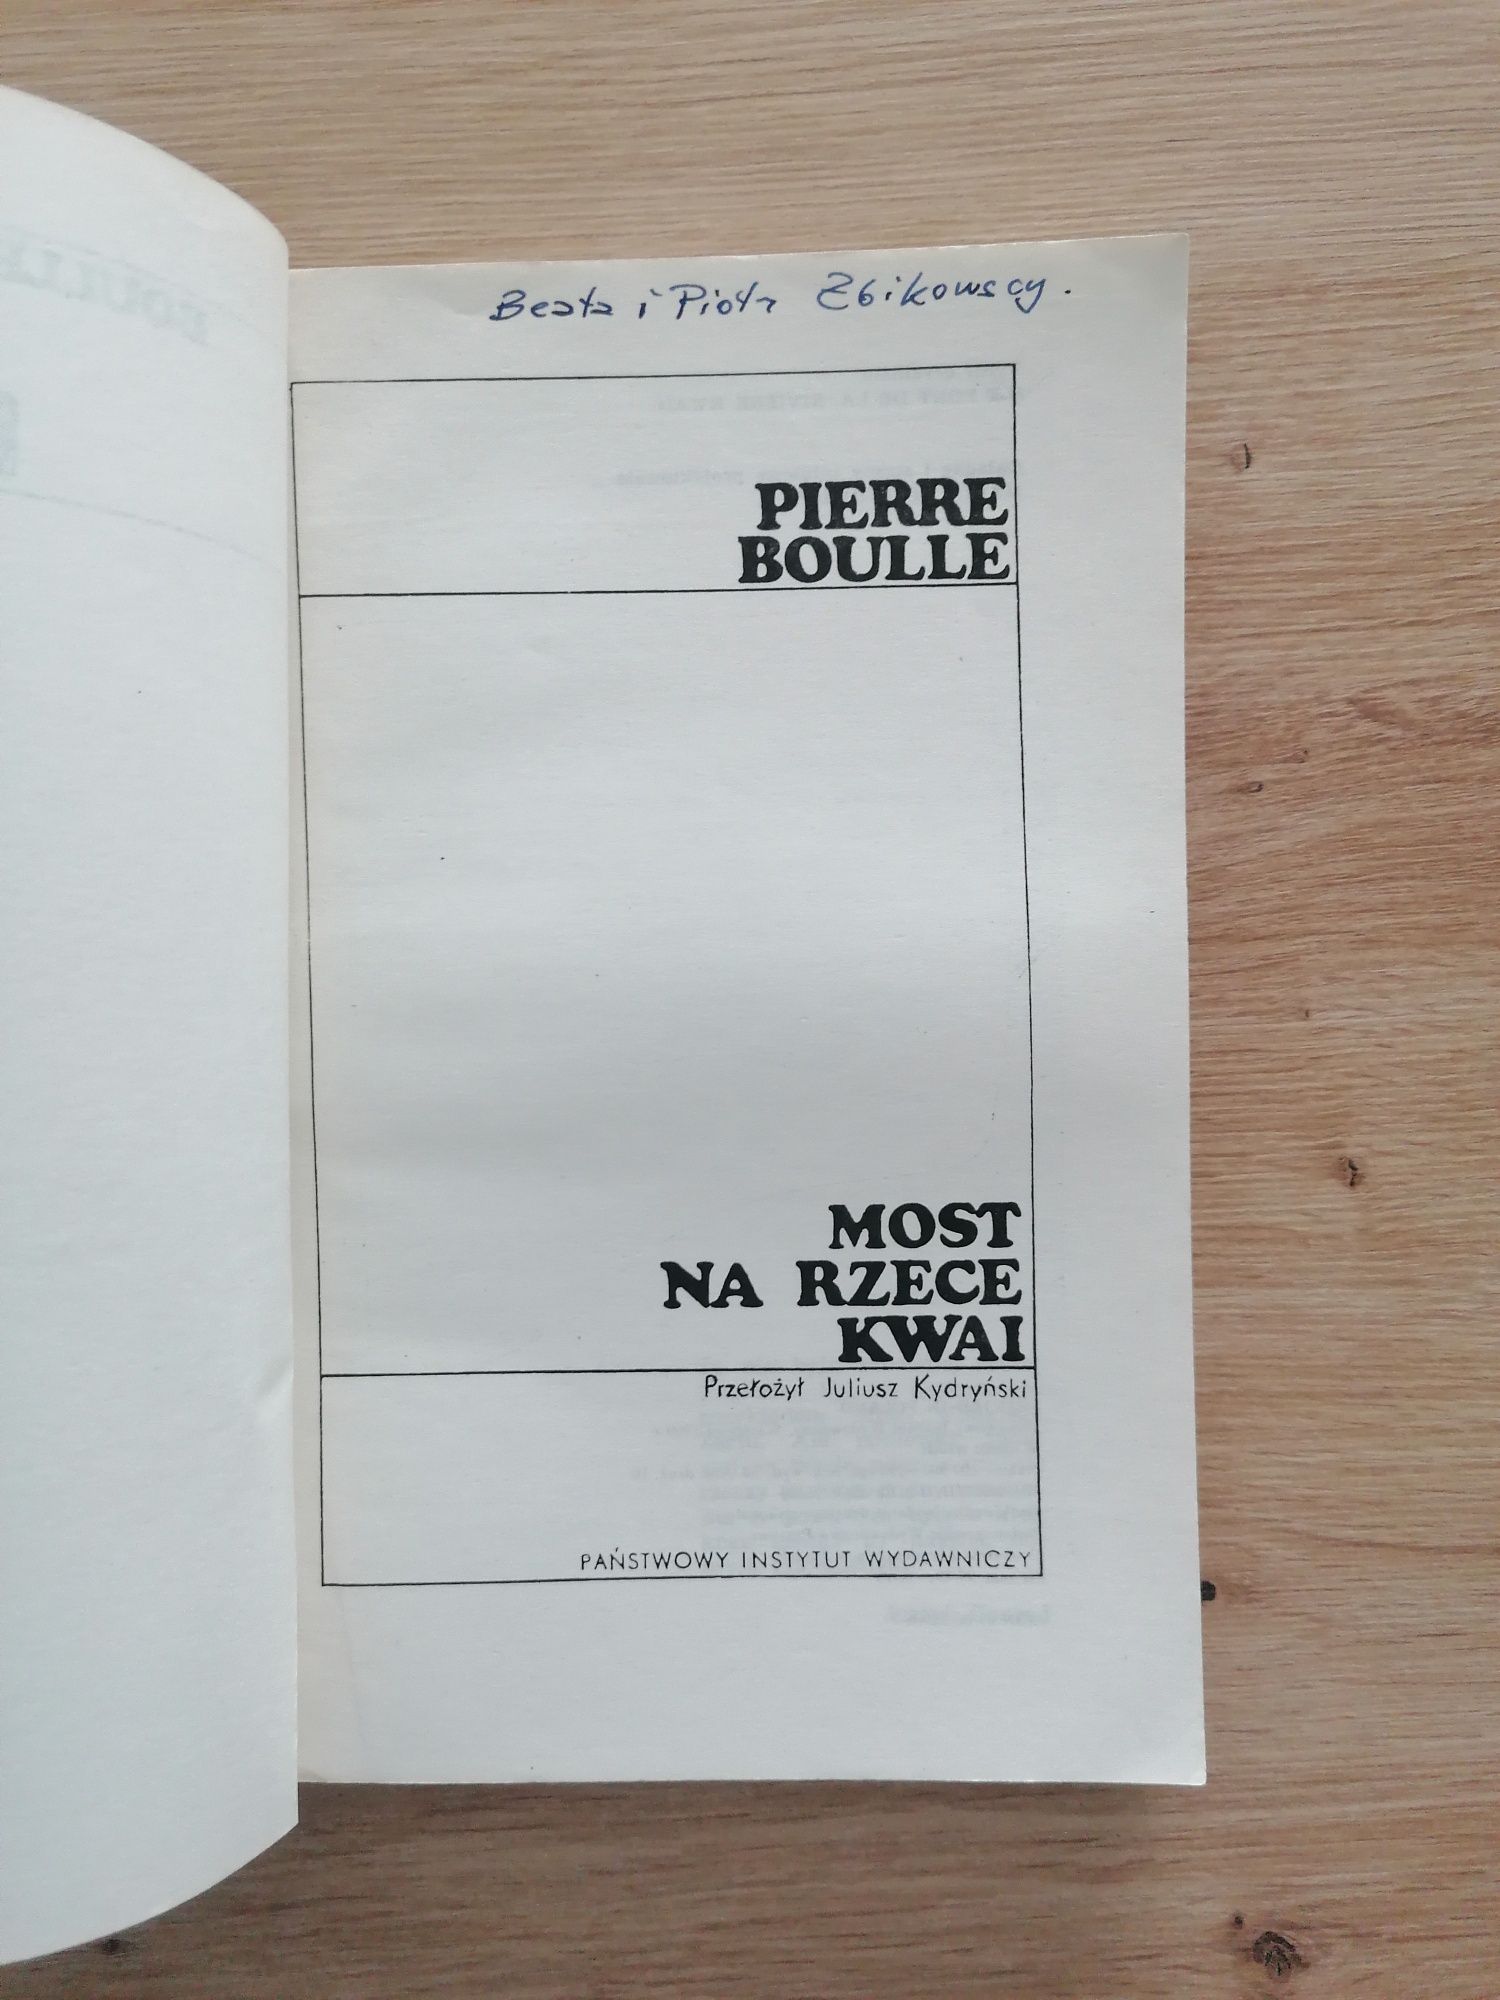 Beata i Piotr Zbikowscy.
PIERRE
BOULLE
MOST
NA RZECE
KWAI
Przełożył Juliusz Kydryński
PAŃSTWOWY INSTYTUT WYDAWNICZY